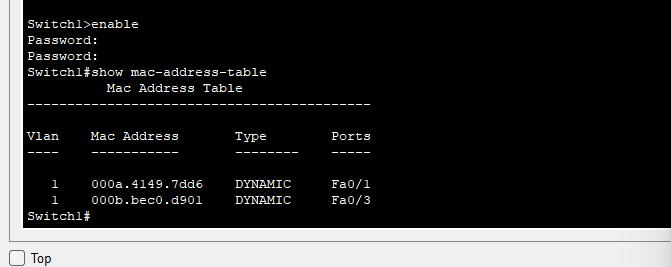 Switch1>enable
Password:
Password:
Switch1#show mac-address-table
Mac Address Table
-------------------------------------------
Vlan    Mac Address       Type        Ports
----    -----------       --------    -----
1    000a.4149.7dd6    DYNAMIC     Fa0/1
1    000b.bec0.d901    DYNAMIC     Fa0/3
Switch1#
Top